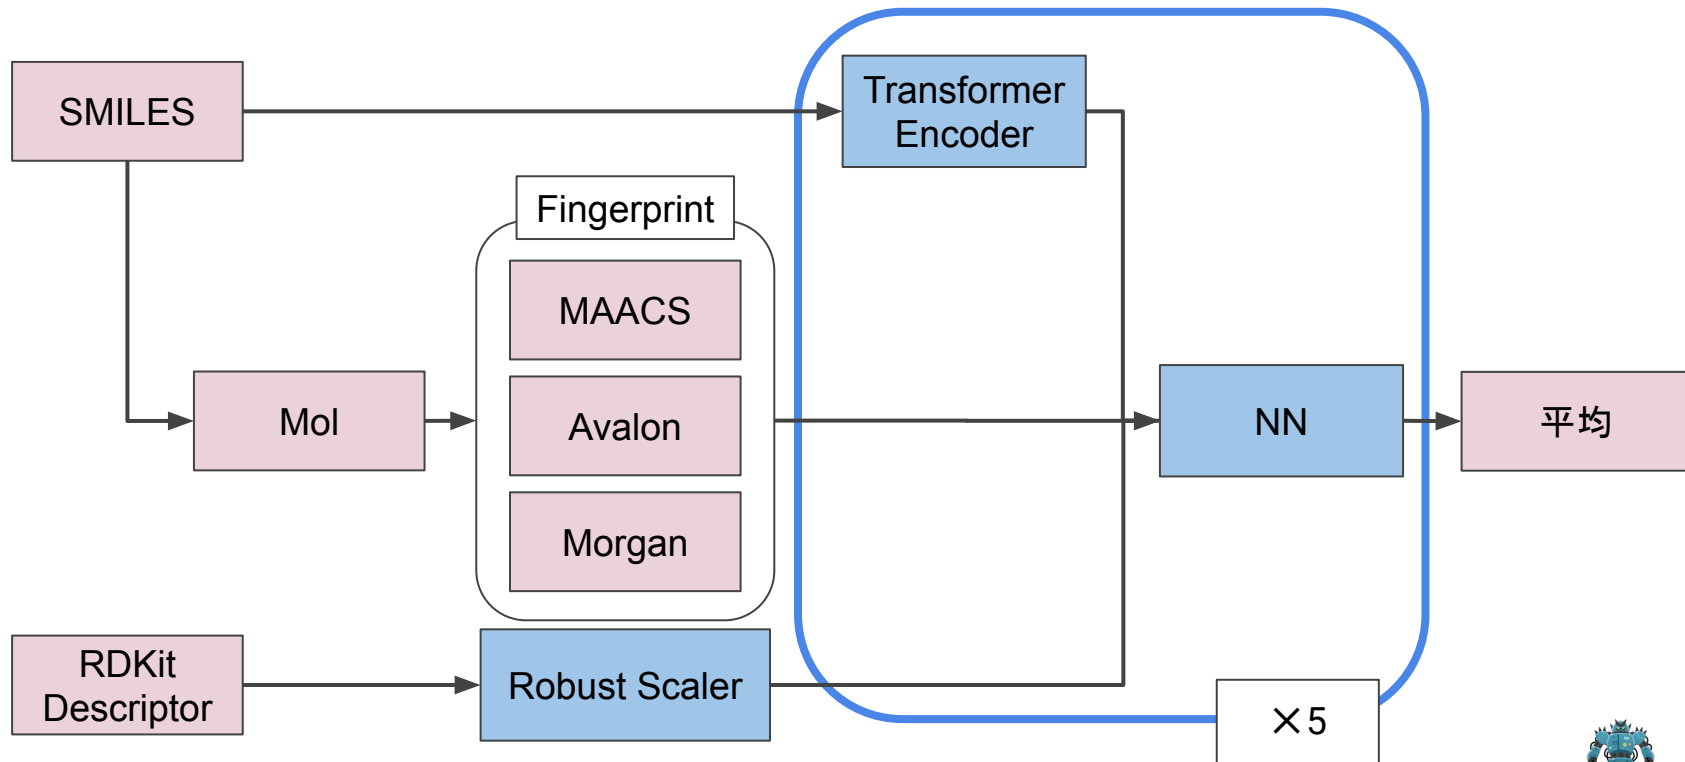 SMILES
Transformer
Encoder
Fingerprint
MAACS
Mol
Avalon
NN
平均
Morgan
RDKit
Descriptor
Robust Scaler
×5